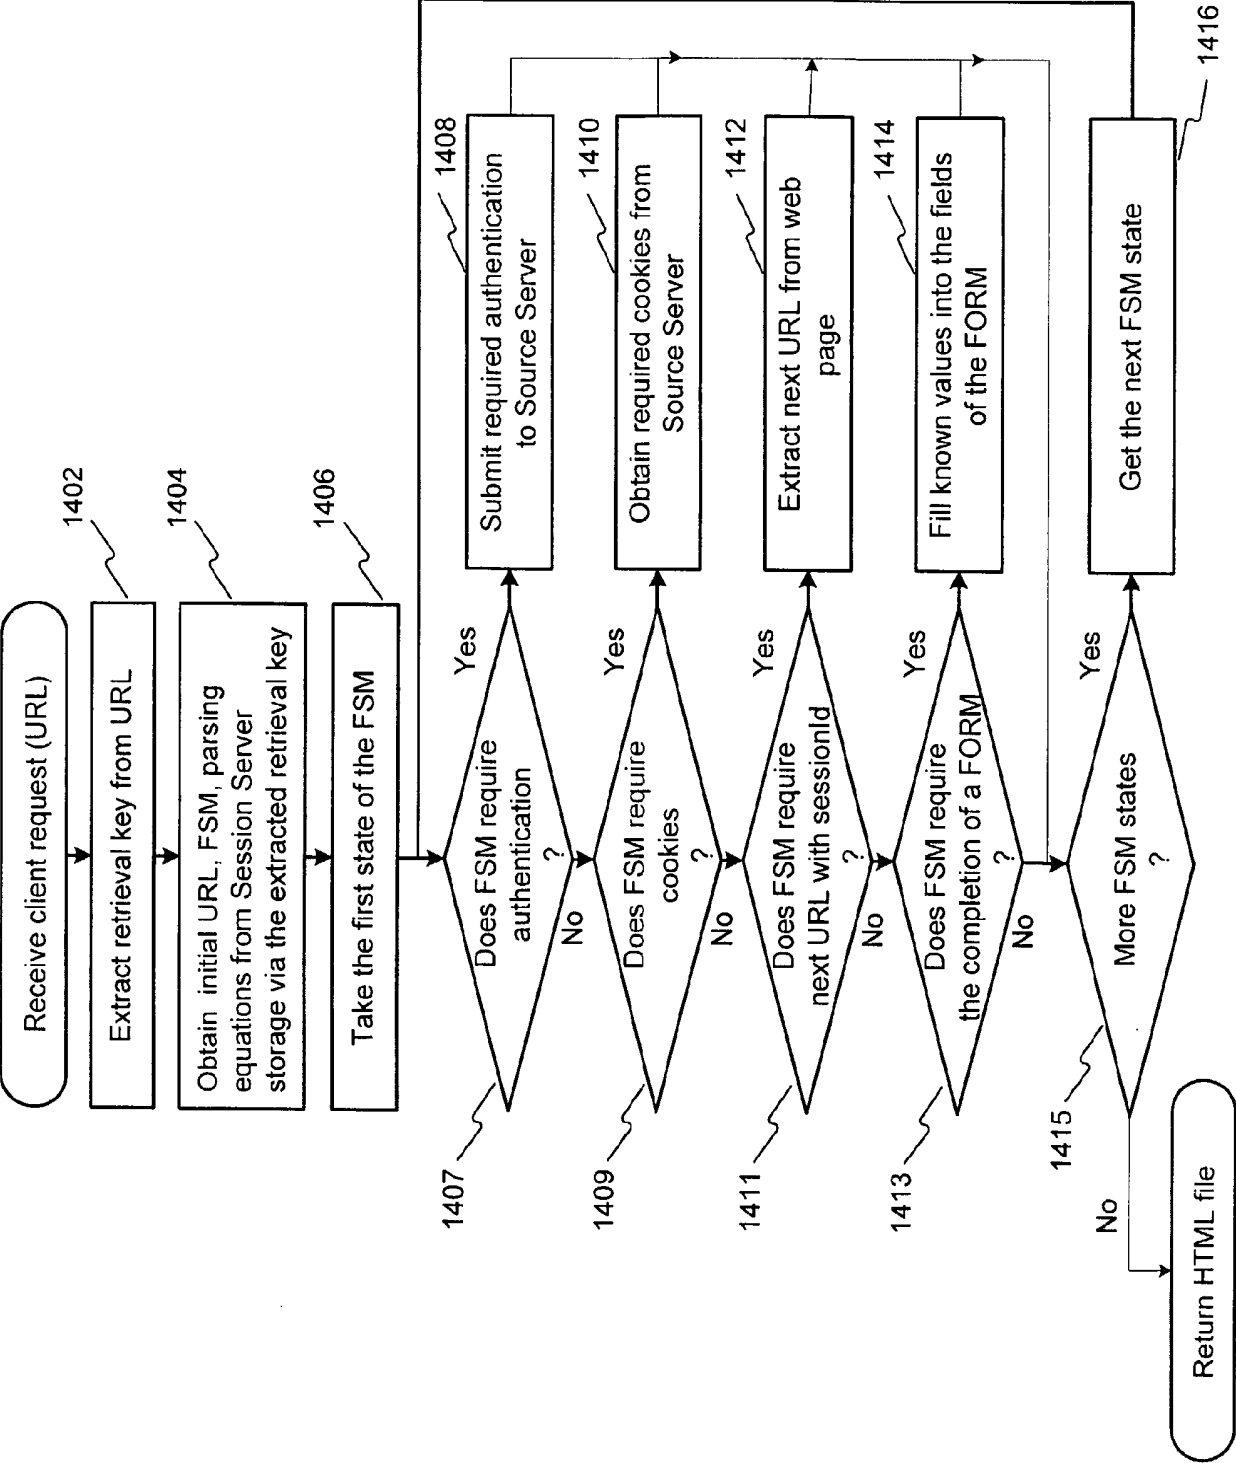 Receive client request (URL)
1402
Extract retrieval key from URL
1404
Obtain initial URL, FSM, parsing
equations from Session Server
storage via the extracted retrieval key
1406
Take the first state of the FSM
1407
Does FSM require
authentication
?
Yes
No
1408
Submit required authentication
to Source Server
1409
Does FSM require
cookies
?
Yes
No
1410
Obtain required cookies from
Source Server
1411
Does FSM require
next URL with sessionId
?
Yes
No
1412
Extract next URL from web
page
1413
Does FSM require
the completion of a FORM
?
Yes
No
1414
Fill known values into the fields
of the FORM
1415
More FSM states
?
Yes
No
1416
Get the next FSM state
Return HTML file